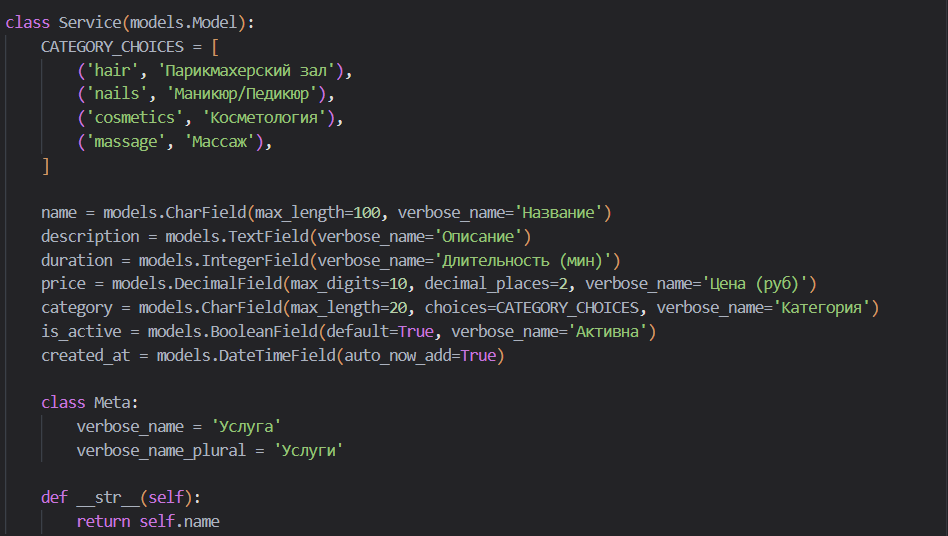 class Service(models.Model):
    CATEGORY_CHOICES = [
        ('hair', 'Парикмахерский зал'),
        ('nails', 'Маникюр/Педикюр'),
        ('cosmetics', 'Косметология'),
        ('massage', 'Массаж'),
    ]

    name = models.CharField(max_length=100, verbose_name='Название')
    description = models.TextField(verbose_name='Описание')
    duration = models.IntegerField(verbose_name='Длительность (мин)')
    price = models.DecimalField(max_digits=10, decimal_places=2, verbose_name='Цена (руб)')
    category = models.CharField(max_length=20, choices=CATEGORY_CHOICES, verbose_name='Категория')
    is_active = models.BooleanField(default=True, verbose_name='Активна')
    created_at = models.DateTimeField(auto_now_add=True)

    class Meta:
        verbose_name = 'Услуга'
        verbose_name_plural = 'Услуги'

    def __str__(self):
        return self.name